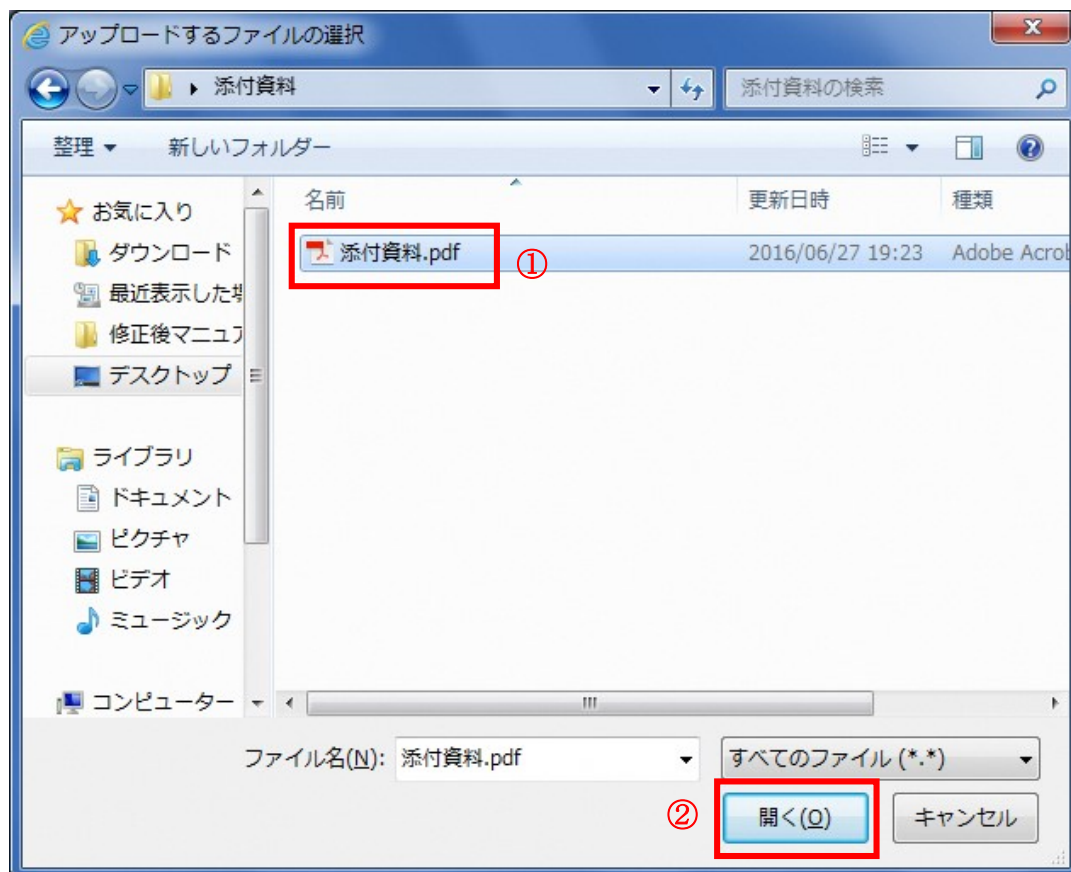 アップロードするファイルの選択
添付資料
添付資料の検索
整理
新しいフォルダー
お気に入り
ダウンロード
最近表示した場
修正後マニュア
デスクトップ
ライブラリ
ドキュメント
ピクチャ
ビデオ
ミュージック
コンピューター
名前 更新日時 種類
添付資料.pdf 2016/06/27 19:23 Adobe Acrob
①
ファイル名(N): 添付資料.pdf すべてのファイル (*.*)
② 開く(O) キャンセル